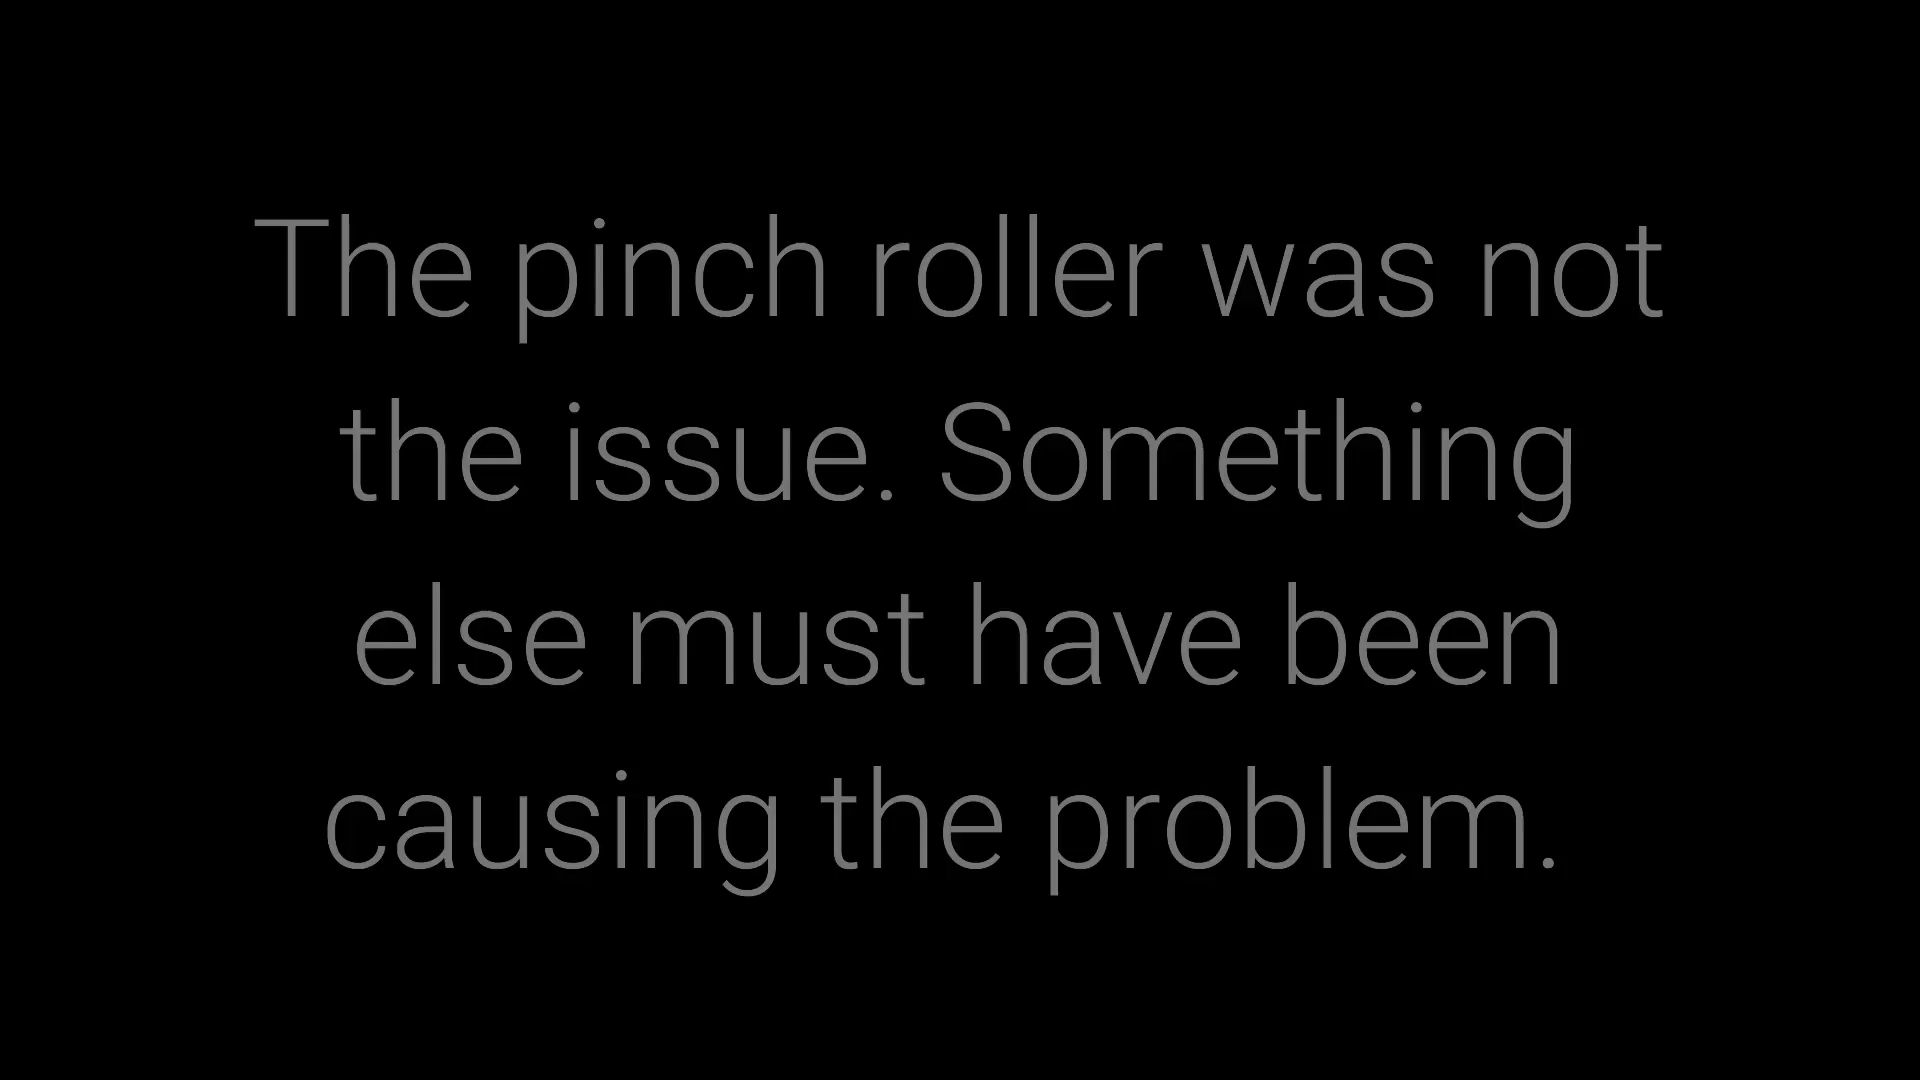 The pinch roller was not
the issue. Something
else must have been
causing the problem.